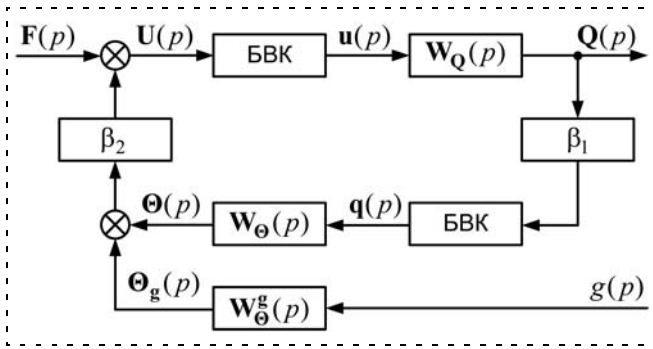 F(p) U(p) БВК u(p) W_Q(p) Q(p)
β₂ β₁
Θ(p) W_Θ(p) q(p) БВК
Θ_g(p) W_Θ^g(p) g(p)